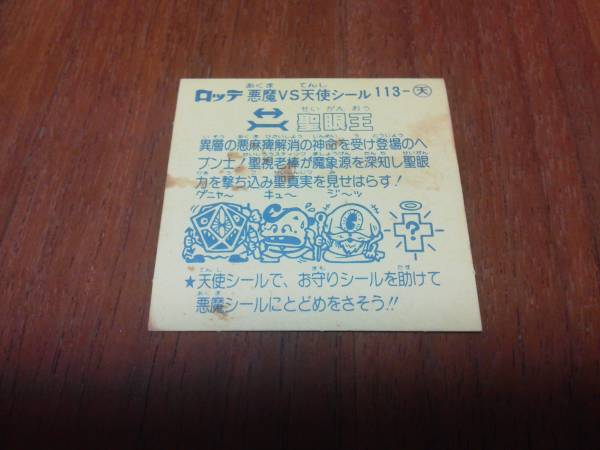 ロッテ 悪魔VS天使シール 113-天
聖眼王
異層の悪麻痺解消の神命を受け登場のヘ
ブン士!聖視老棒が魔象源を深知し聖眼
力を撃ち込み聖真実を見せはらす!
ゲニャ〜 キュ〜 ジ〜ッ
?
★天使シールで、お守りシールを助けて
悪魔シールにとどめをさそう!!